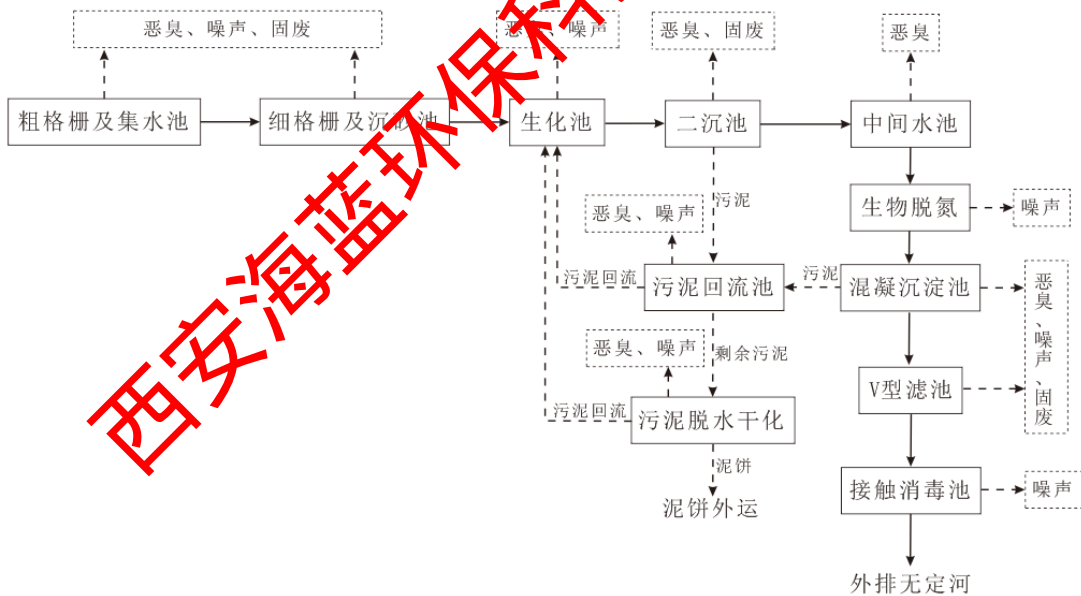 恶臭、噪声、固废
噪声
恶臭、固废
恶臭
粗格栅及集水池
细格栅及沉砂池
生化池
二沉池
中间水池
污泥
恶臭、噪声
生物脱氮
噪声
污泥回流
污泥回流池
污泥
混凝沉淀池
恶臭、噪声、固废
恶臭、噪声
剩余污泥
V型滤池
污泥回流
污泥脱水干化
泥饼
接触消毒池
噪声
泥饼外运
外排无定河
西安海蓝环保科